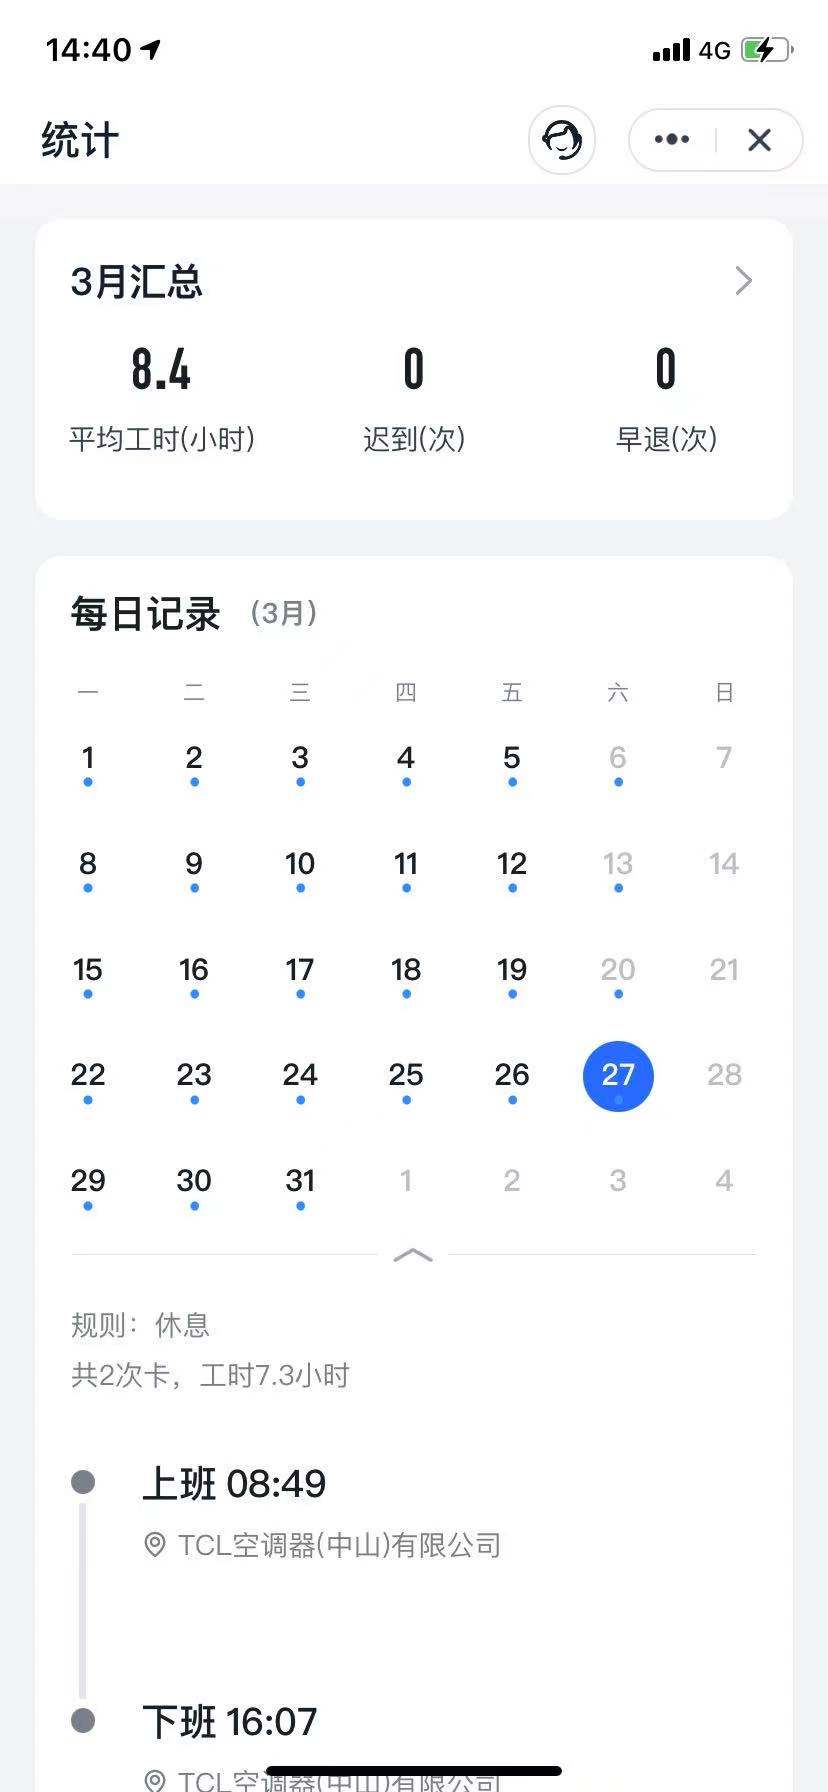 14:40
4G
统计
3月汇总
8.4 0 0
平均工时(小时) 迟到(次) 早退(次)
每日记录 (3月)
一 二 三 四 五 六 日
1 2 3 4 5 6 7
8 9 10 11 12 13 14
15 16 17 18 19 20 21
22 23 24 25 26 27 28
29 30 31 1 2 3 4
规则：休息
共2次卡，工时7.3小时
上班 08:49
TCL空调器(中山)有限公司
下班 16:07
TCL空调器(中山)有限公司